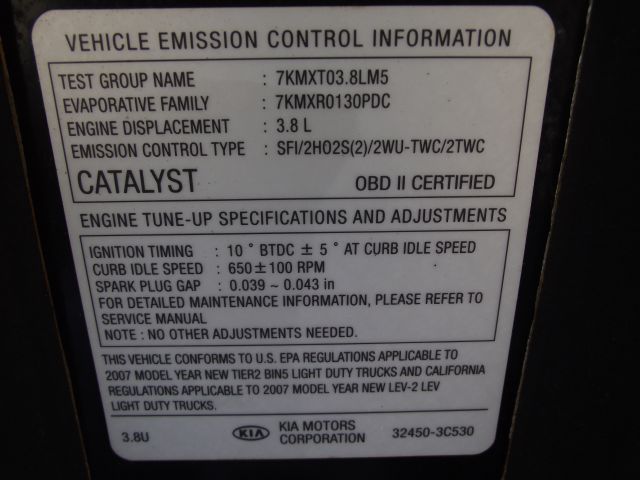 VEHICLE EMISSION CONTROL INFORMATION
TEST GROUP NAME : 7KMXT03.8LM5
EVAPORATIVE FAMILY : 7KMXR0130PDC
ENGINE DISPLACEMENT : 3.8 L
EMISSION CONTROL TYPE : SFI/2HO2S(2)/2WU-TWC/2TWC
CATALYST OBD II CERTIFIED
ENGINE TUNE-UP SPECIFICATIONS AND ADJUSTMENTS
IGNITION TIMING : 10 ° BTDC ± 5 ° AT CURB IDLE SPEED
CURB IDLE SPEED : 650±100 RPM
SPARK PLUG GAP : 0.039 ~ 0.043 in
FOR DETAILED MAINTENANCE INFORMATION, PLEASE REFER TO
SERVICE MANUAL
NOTE : NO OTHER ADJUSTMENTS NEEDED.
THIS VEHICLE CONFORMS TO U.S. EPA REGULATIONS APPLICABLE TO
2007 MODEL YEAR NEW TIER2 BIN5 LIGHT DUTY TRUCKS AND CALIFORNIA
REGULATIONS APPLICABLE TO 2007 MODEL YEAR NEW LEV-2 LEV
LIGHT DUTY TRUCKS.
3.8U KIA KIA MOTORS CORPORATION 32450-3C530